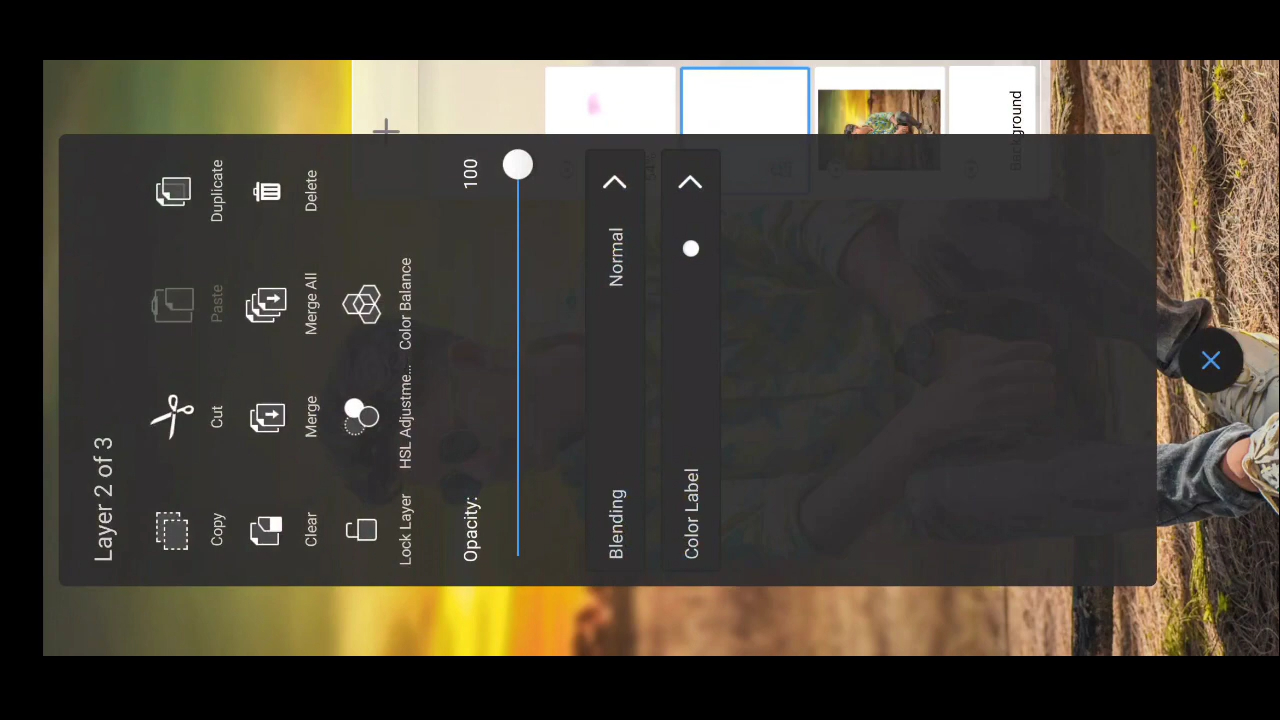 Layer 2 of 3
Copy
Cut
Paste
Duplicate
Clear
Merge
Merge All
Delete
Lock Layer
HSL Adjustme...
Color Balance
Opacity:
100
Blending
Normal
Color Label
Background